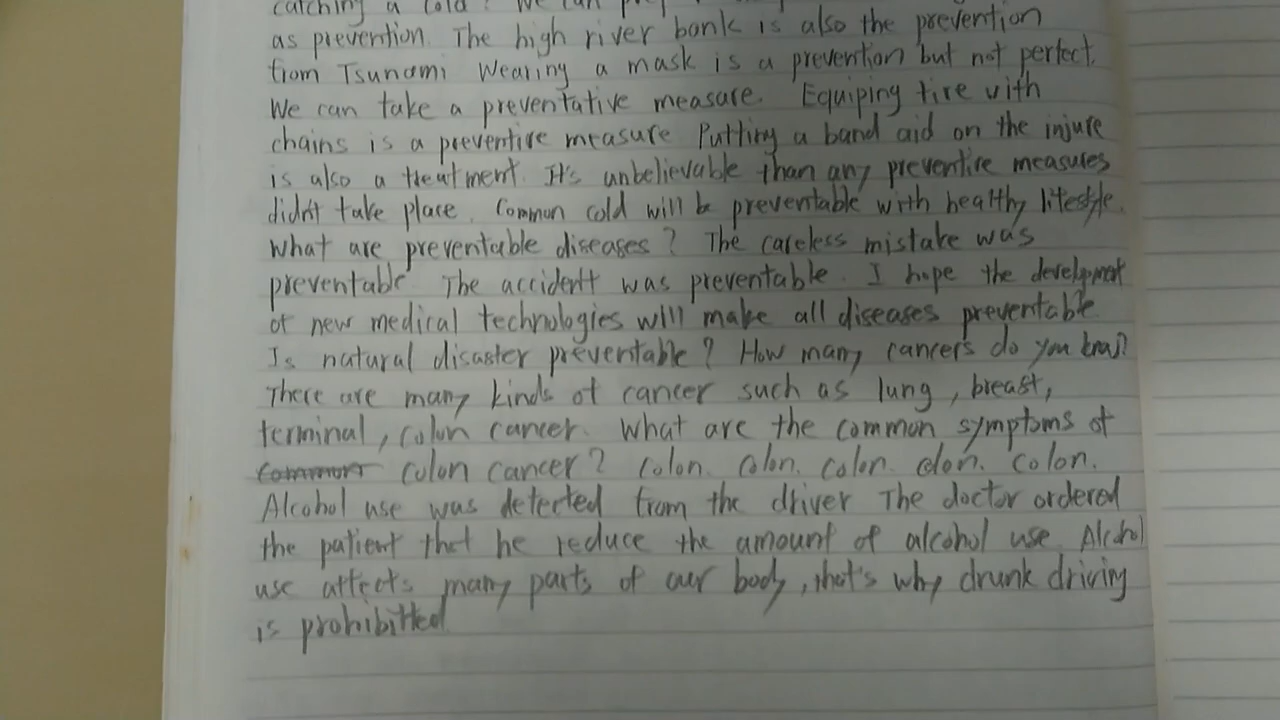 catching a cold? We can
as prevention. The high river bank is also the prevention
from Tsunami Wearing a mask is a prevention but not perfect.
We can take a preventative measure. Equiping tire with
chains is a preventive measure Putting a band aid on the injure
is also a treatment. It's unbelievable than any preventive measures
didn't take place. Common cold will be preventable with healthy lifestyle.
What are preventable diseases? The careless mistake was
preventable. The accident was preventable. I hope the development
of new medical technologies will make all diseases preventable
Is natural disaster preventable? How many cancers do you know?
There are many kinds of cancer such as lung, breast,
terminal, colon cancer. What are the common symptoms of
common colon cancer? Colon. Colon. Colon. Colon. Colon.
Alcohol use was detected from the driver The doctor ordered
the patient that he reduce the amount of alcohol use. Alcohol
use affects many parts of our body, that's why drunk driving
is prohibitted